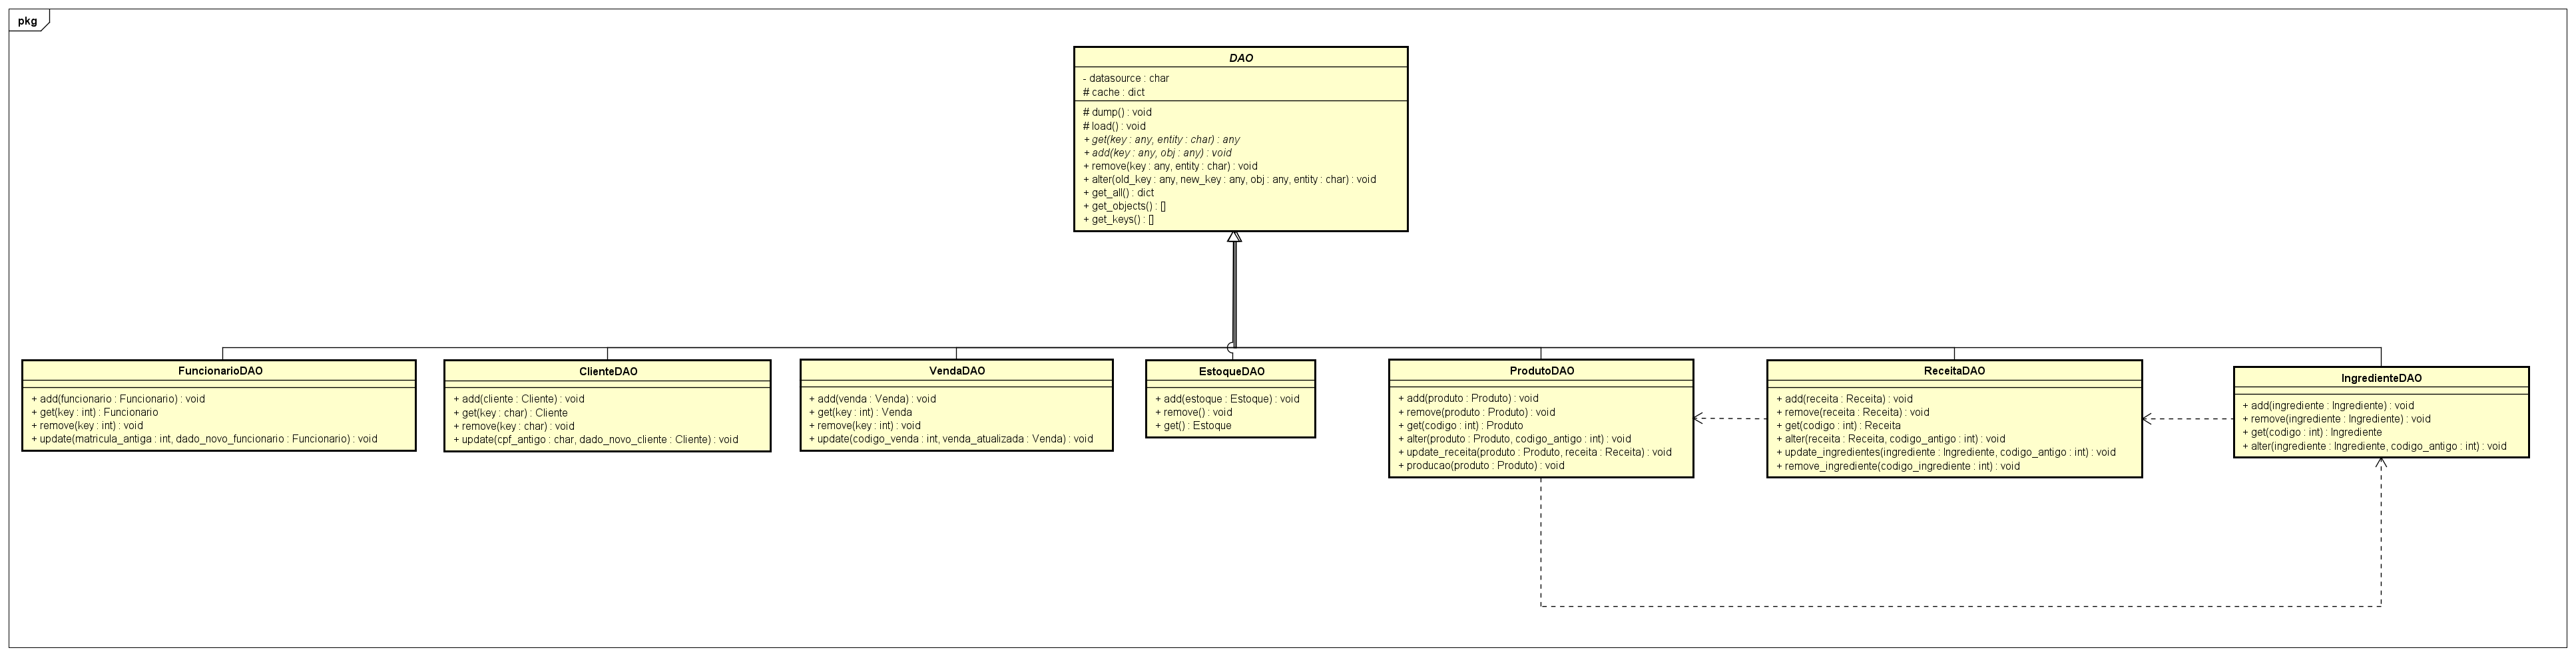 pkg
DAO
- datasource : char
# cache : dict
# dump() : void
# load() : void
+ get(key : any, entity : char) : any
+ add(key : any, obj : any) : void
+ remove(key : any, entity : char) : void
+ alter(old_key : any, new_key : any, obj : any, entity : char) : void
+ get_all() : dict
+ get_objects() : []
+ get_keys() : []
FuncionarioDAO
+ add(funcionario : Funcionario) : void
+ get(key : int) : Funcionario
+ remove(key : int) : void
+ update(matricula_antiga : int, dado_novo_funcionario : Funcionario) : void
ClienteDAO
+ add(cliente : Cliente) : void
+ get(key : char) : Cliente
+ remove(key : char) : void
+ update(cpf_antigo : char, dado_novo_cliente : Cliente) : void
VendaDAO
+ add(venda : Venda) : void
+ get(key : int) : Venda
+ remove(key : int) : void
+ update(codigo_venda : int, venda_atualizada : Venda) : void
EstoqueDAO
+ add(estoque : Estoque) : void
+ remove() : void
+ get() : Estoque
ProdutoDAO
+ add(produto : Produto) : void
+ remove(produto : Produto) : void
+ get(codigo : int) : Produto
+ alter(produto : Produto, codigo_antigo : int) : void
+ update_receita(produto : Produto, receita : Receita) : void
+ producao(produto : Produto) : void
ReceitaDAO
+ add(receita : Receita) : void
+ remove(receita : Receita) : void
+ get(codigo : int) : Receita
+ alter(receita : Receita, codigo_antigo : int) : void
+ update_ingredientes(ingrediente : Ingrediente, codigo_antigo : int) : void
+ remove_ingrediente(codigo_ingrediente : int) : void
IngredienteDAO
+ add(ingrediente : Ingrediente) : void
+ remove(ingrediente : Ingrediente) : void
+ get(codigo : int) : Ingrediente
+ alter(ingrediente : Ingrediente, codigo_antigo : int) : void